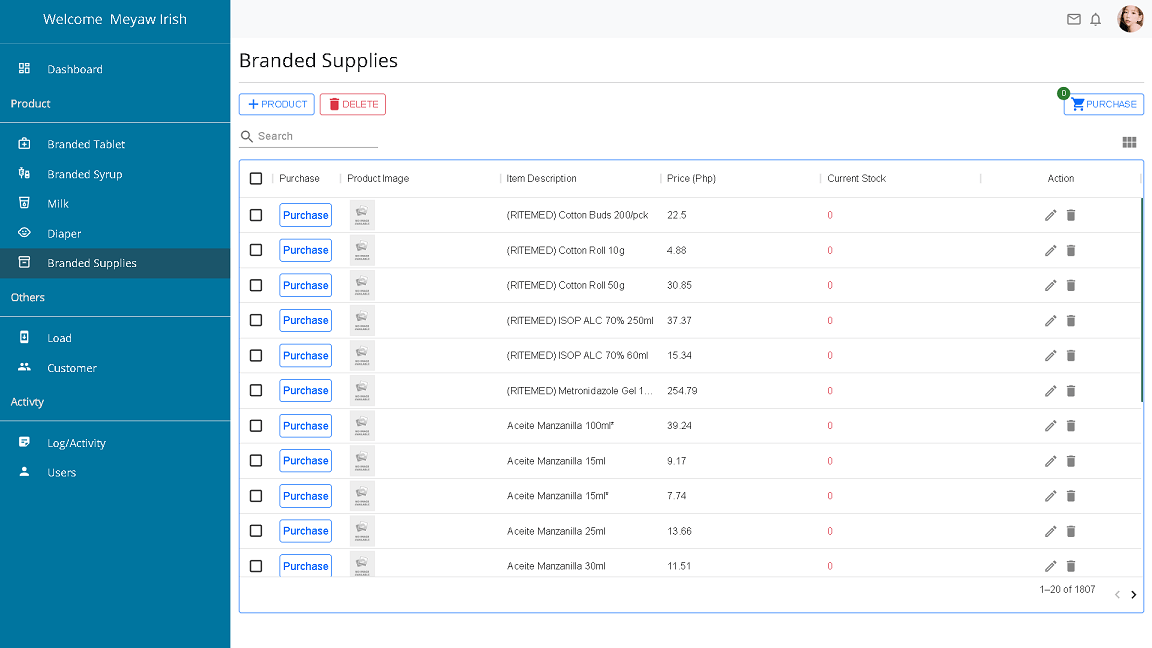 Welcome Meyaw Irish
Dashboard
Product
Branded Tablet
Branded Syrup
Milk
Diaper
Branded Supplies
Others
Load
Customer
Activty
Log/Activity
Users
Branded Supplies
PRODUCT
DELETE
0
PURCHASE
Search
Purchase Product Image Item Description Price (Php) Current Stock Action
Purchase (RITEMED) Cotton Buds 200/pck 22.5 0
Purchase (RITEMED) Cotton Roll 10g 4.88 0
Purchase (RITEMED) Cotton Roll 50g 30.85 0
Purchase (RITEMED) ISOP ALC 70% 250ml 37.37 0
Purchase (RITEMED) ISOP ALC 70% 60ml 15.34 0
Purchase (RITEMED) Metronidazole Gel 1... 254.79 0
Purchase Aceite Manzanilla 100ml* 39.24 0
Purchase Aceite Manzanilla 15ml 9.17 0
Purchase Aceite Manzanilla 15ml* 7.74 0
Purchase Aceite Manzanilla 25ml 13.66 0
Purchase Aceite Manzanilla 30ml 11.51 0
1–20 of 1807